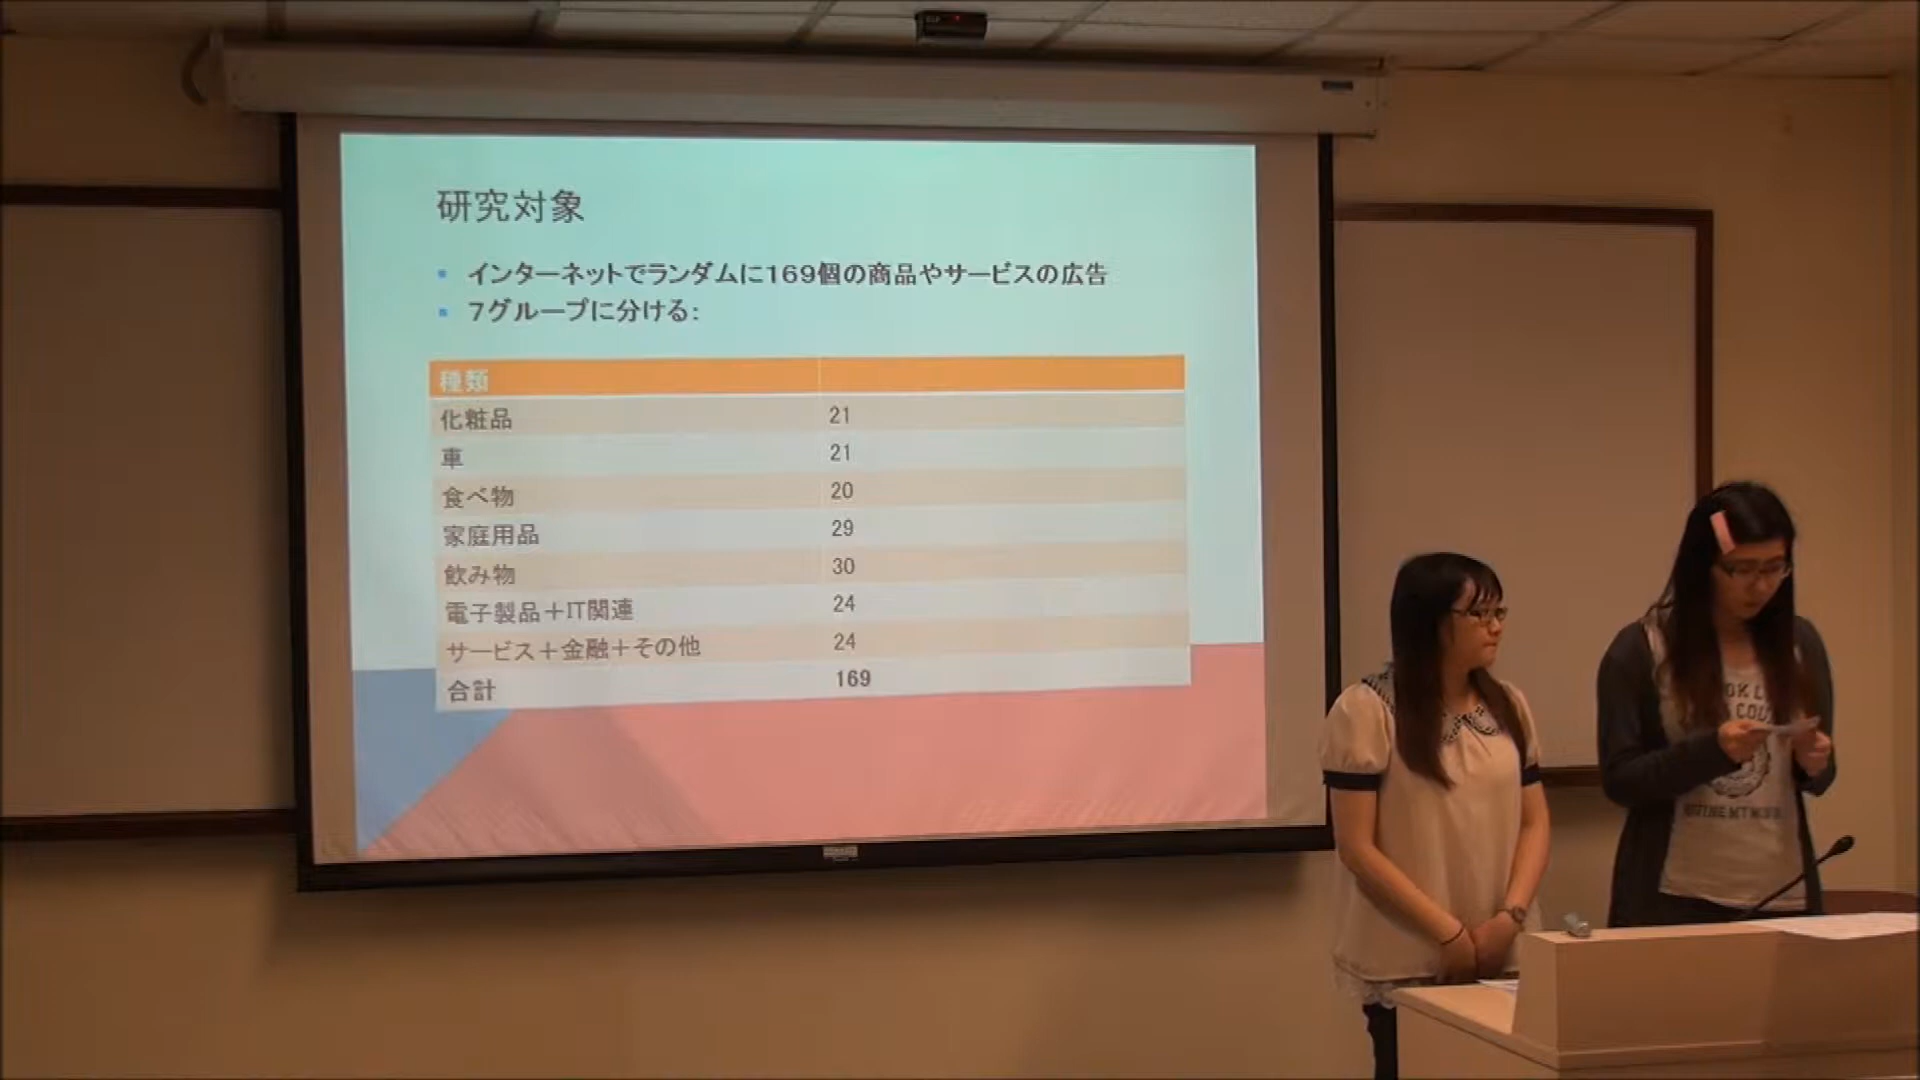 研究対象
インターネットでランダムに169個の商品やサービスの広告
7グループに分ける:
種類
化粧品 21
車 21
食べ物 20
家庭用品 29
飲み物 30
電子製品+IT関連 24
サービス+金融+その他 24
合計 169